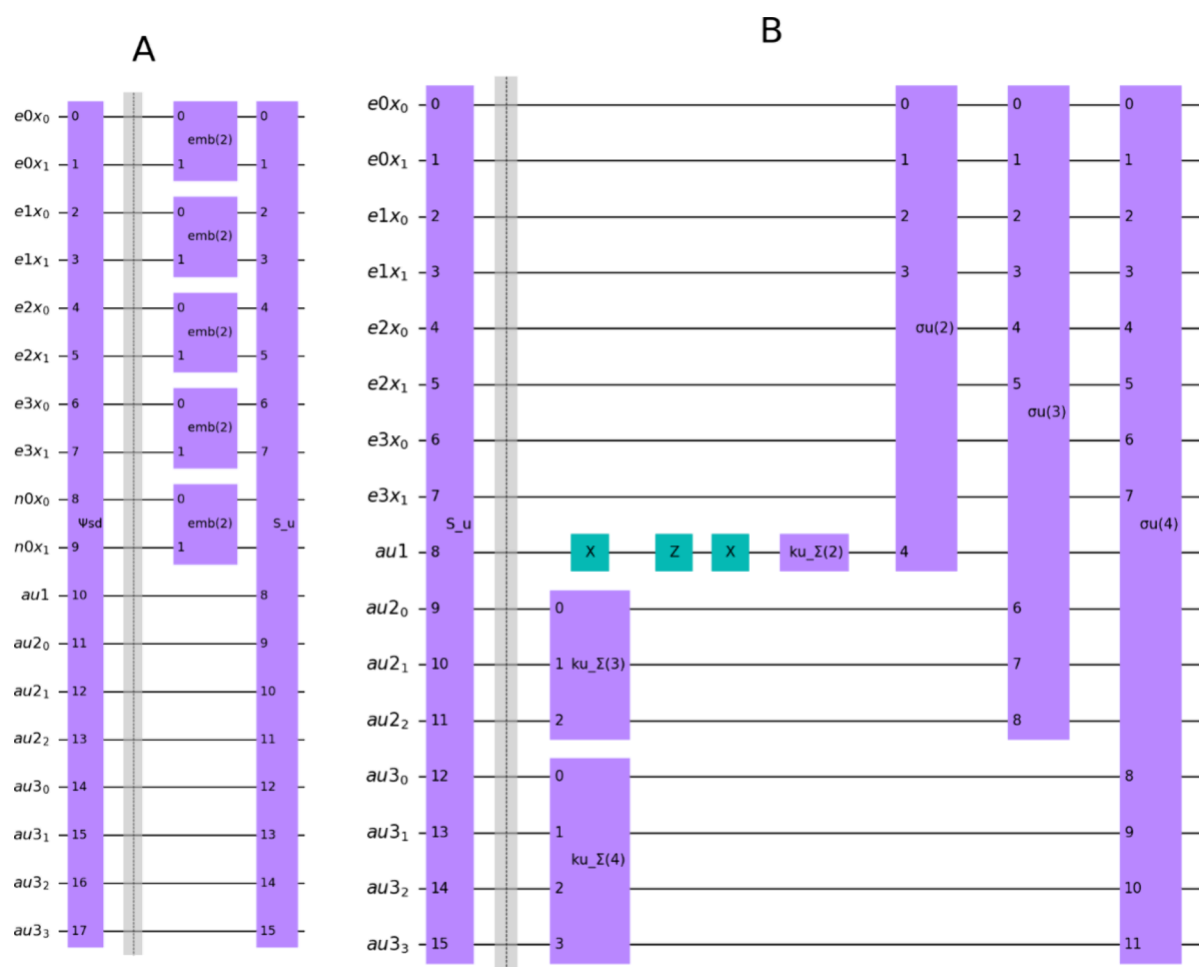 A
e0x₀ 0 0 0
emb(2)
e0x₁ 1 1 1
e1x₀ 2 0 2
emb(2)
e1x₁ 3 1 3
e2x₀ 4 0 4
emb(2)
e2x₁ 5 1 5
e3x₀ 6 0 6
emb(2)
e3x₁ 7 1 7
n0x₀ 8 0
Ψsd emb(2) S_u
n0x₁ 9 1
au1 10 8
au2₀ 11 9
au2₁ 12 10
au2₂ 13 11
au3₀ 14 12
au3₁ 15 13
au3₂ 16 14
au3₃ 17 15
B
e0x₀ 0 0 0 0
e0x₁ 1 1 1 1
e1x₀ 2 2 2 2
e1x₁ 3 3 3 3
e2x₀ 4 σu(2) 4 4
e2x₁ 5 5 5
σu(3)
e3x₀ 6 6
e3x₁ 7 7
S_u σu(4)
au1 8 X Z X ku_Σ(2) 4
au2₀ 9 0 6
au2₁ 10 1 ku_Σ(3) 7
au2₂ 11 2 8
au3₀ 12 0 8
au3₁ 13 1 9
ku_Σ(4)
au3₂ 14 2 10
au3₃ 15 3 11